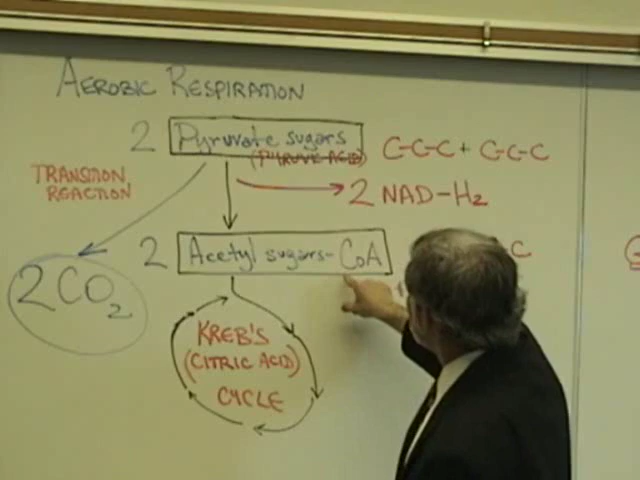 AEROBIC RESPIRATION
2 Pyruvate sugars
(PYRUVIC ACID)
C-C-C + C-C-C
TRANSITION
REACTION
2 NAD-H2
2 Acetyl sugars-CoA
C
2CO2
KREB'S
(CITRIC ACID)
CYCLE